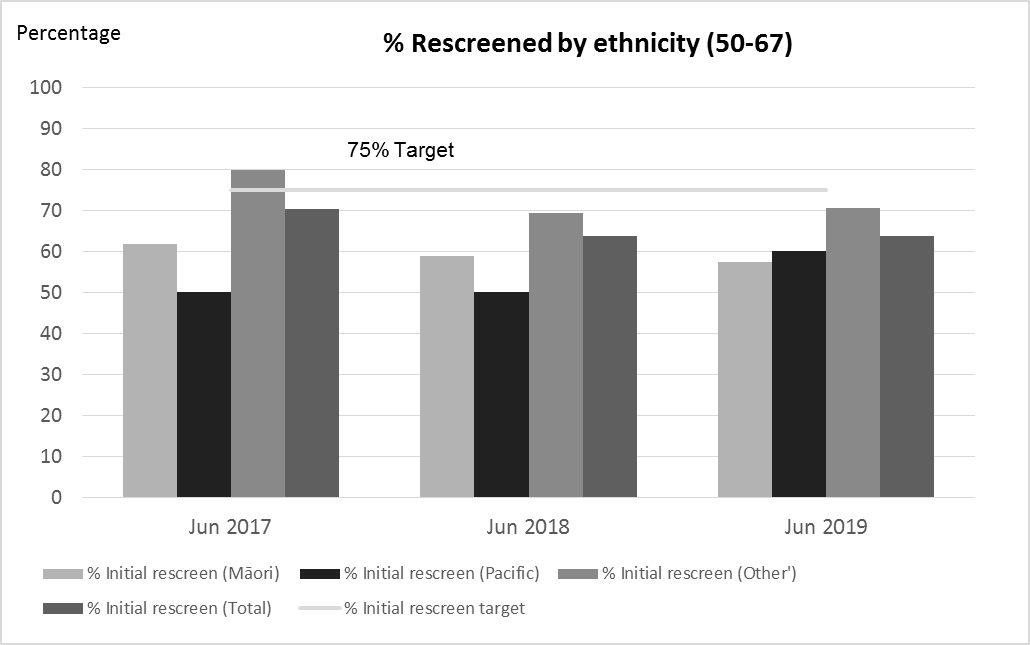 Percentage
% Rescreened by ethnicity (50-67)
100
90
75% Target
80
70
60
50
40
30
20
10
0
Jun 2017 Jun 2018 Jun 2019
% Initial rescreen (Māori) % Initial rescreen (Pacific) % Initial rescreen (Other')
% Initial rescreen (Total) % Initial rescreen target